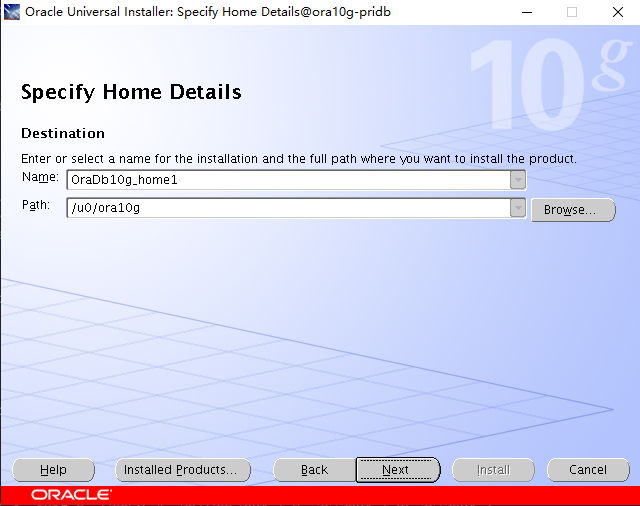 Oracle Universal Installer: Specify Home Details@ora10g-pridb
10g
Specify Home Details
Destination
Enter or select a name for the installation and the full path where you want to install the product.
Name: OraDb10g_home1
Path: /u0/ora10g Browse...
Help Installed Products... Back Next Install Cancel
ORACLE